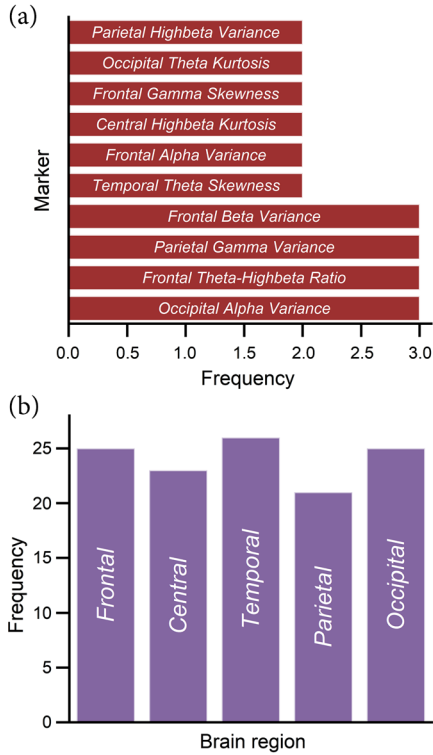 (a)
Marker
Parietal Highbeta Variance
Occipital Theta Kurtosis
Frontal Gamma Skewness
Central Highbeta Kurtosis
Frontal Alpha Variance
Temporal Theta Skewness
Frontal Beta Variance
Parietal Gamma Variance
Frontal Theta-Highbeta Ratio
Occipital Alpha Variance
0.0 0.5 1.0 1.5 2.0 2.5 3.0
Frequency
(b)
Frequency
25
20
15
10
5
0
Frontal
Central
Temporal
Parietal
Occipital
Brain region